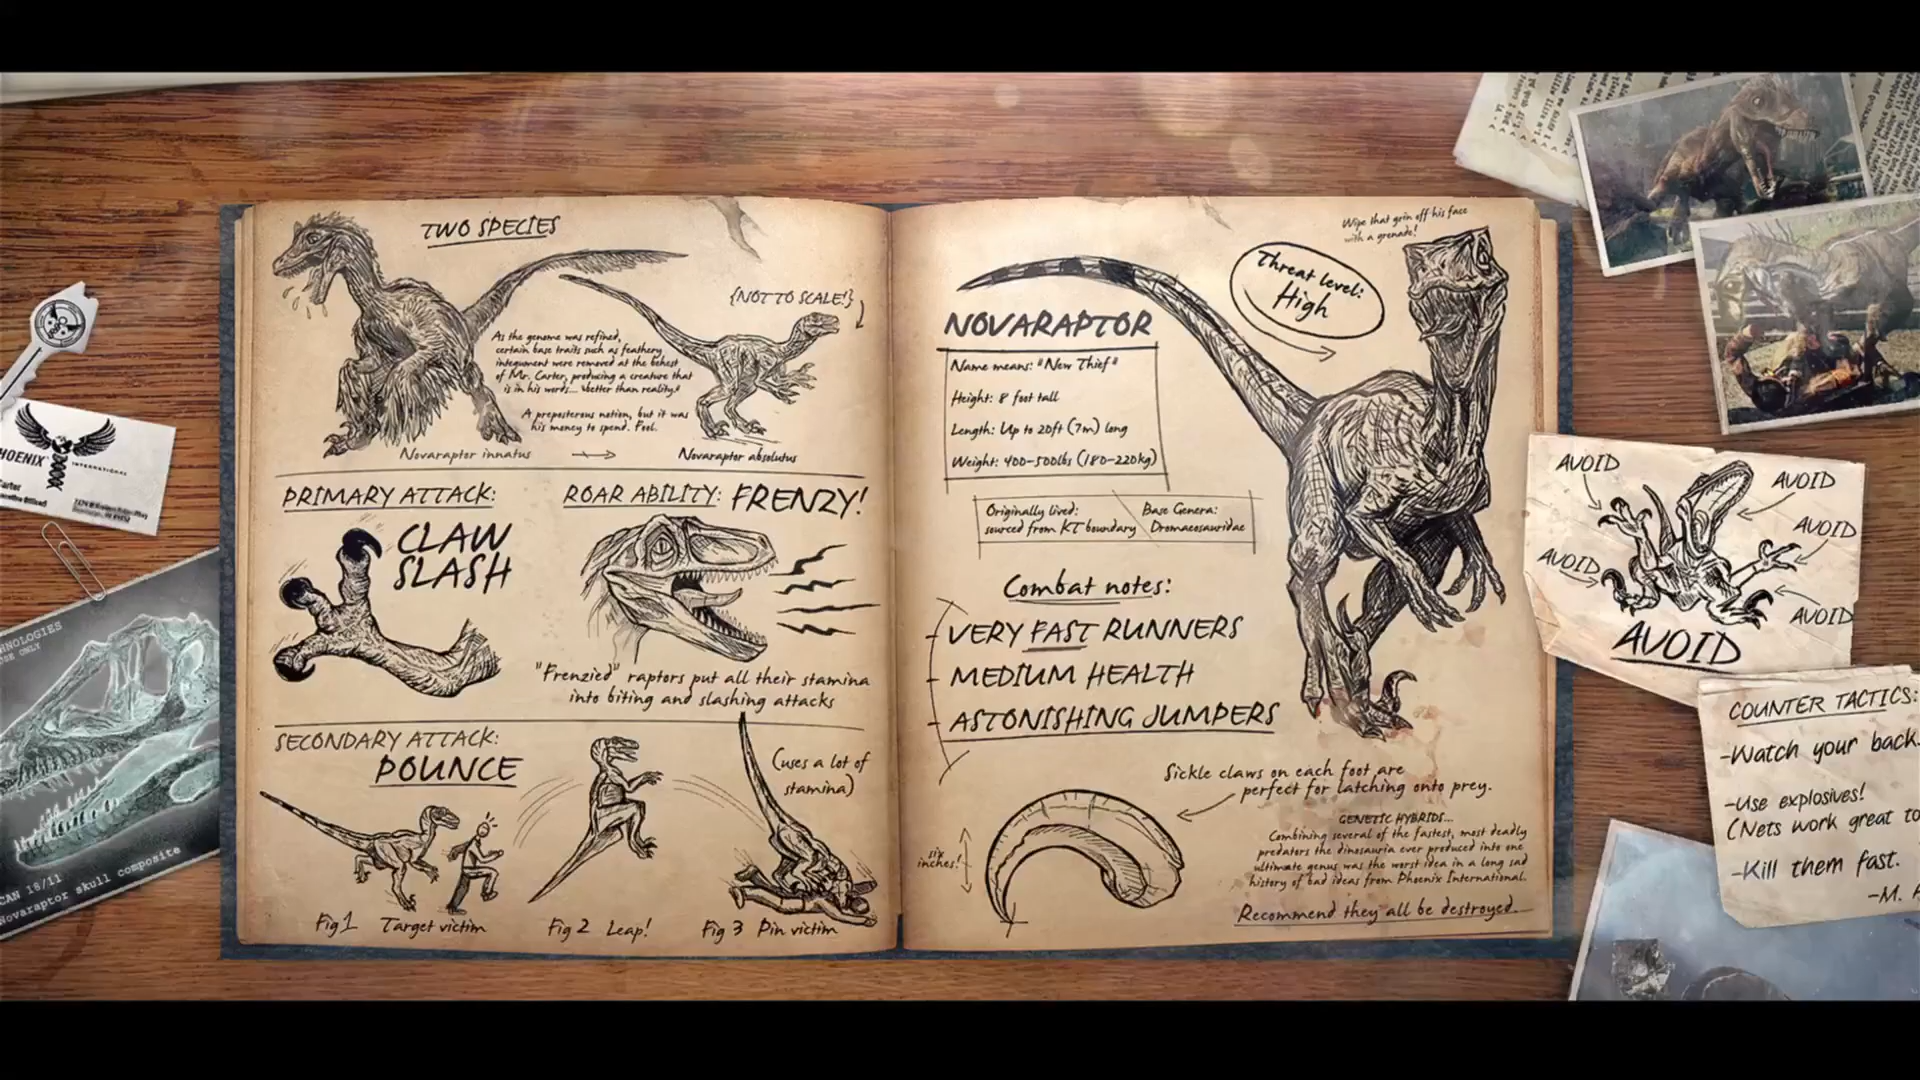 TWO SPECIES
{NOT TO SCALE!}
As the genome was refined,
certain base traits such as feathery
integument were removed at the behest
of Mr. Carter, producing a creature that
is in his words... "better than reality."
A preposterous notion, but it was
his money to spend. Fool.
Novaraptor innatus
Novaraptor absolutus
PRIMARY ATTACK:
CLAW
SLASH
ROAR ABILITY: FRENZY!
"Frenzied" raptors put all their stamina
into biting and slashing attacks
SECONDARY ATTACK:
POUNCE
(uses a lot of
stamina)
Fig 1 Target victim
Fig 2 Leap!
Fig 3 Pin victim
Wipe that grin off his face
with a grenade!
Threat level:
High
NOVARAPTOR
Name means: "New Thief"
Height: 8 foot tall
Length: Up to 20ft (7m) long
Weight: 400-500lbs (180-220kg)
Originally lived:
sourced from KT boundary
Base Genera:
Dromaeosauridae
Combat notes:
- VERY FAST RUNNERS
- MEDIUM HEALTH
- ASTONISHING JUMPERS
Sickle claws on each foot are
perfect for latching onto prey.
six
inches!
GENETIC HYBRIDS...
Combining several of the fastest, most deadly
predators the dinosauria ever produced into one
ultimate genus was the worst idea in a long sad
history of bad ideas from Phoenix International.
Recommend they all be destroyed.
AVOID
AVOID
AVOID
AVOID
AVOID
AVOID
COUNTER TACTICS:
-Watch your back.
-Use explosives!
(Nets work great to
-Kill them fast.
-M.
HOENIX INTERNATIONAL
arter
HNOLOGIES
SE ONLY
CAN 18/11
Novaraptor skull composite